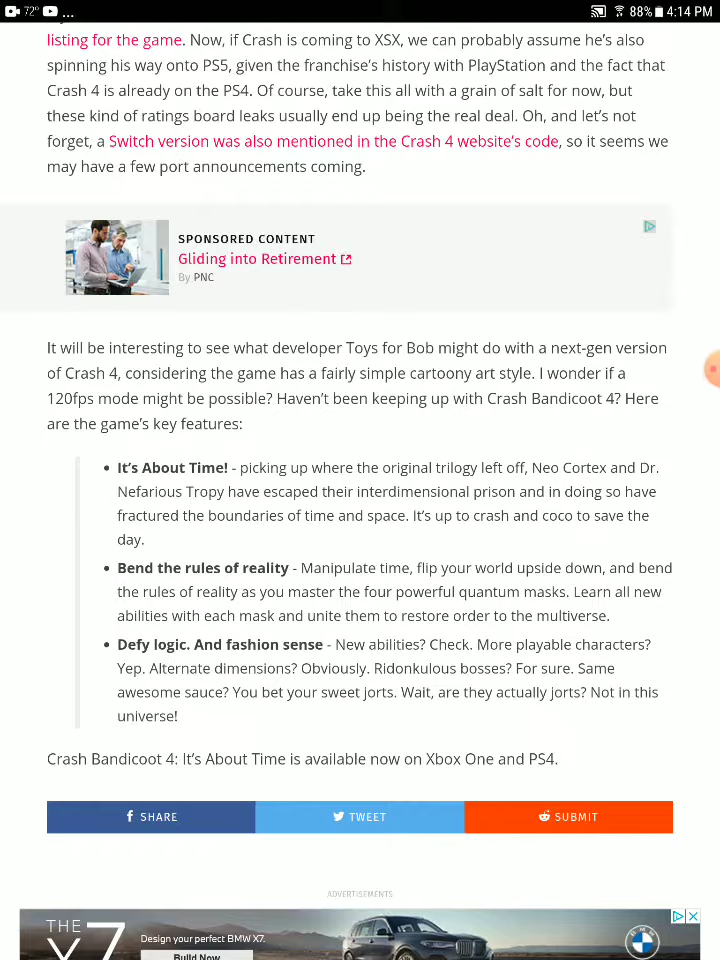 72° ... 88% 4:14 PM
listing for the game. Now, if Crash is coming to XSX, we can probably assume he's also
spinning his way onto PS5, given the franchise's history with PlayStation and the fact that
Crash 4 is already on the PS4. Of course, take this all with a grain of salt for now, but
these kind of ratings board leaks usually end up being the real deal. Oh, and let's not
forget, a Switch version was also mentioned in the Crash 4 website's code, so it seems we
may have a few port announcements coming.
SPONSORED CONTENT
Gliding into Retirement
By PNC
It will be interesting to see what developer Toys for Bob might do with a next-gen version
of Crash 4, considering the game has a fairly simple cartoony art style. I wonder if a
120fps mode might be possible? Haven't been keeping up with Crash Bandicoot 4? Here
are the game's key features:
• It's About Time! - picking up where the original trilogy left off, Neo Cortex and Dr.
Nefarious Tropy have escaped their interdimensional prison and in doing so have
fractured the boundaries of time and space. It's up to crash and coco to save the
day.
• Bend the rules of reality - Manipulate time, flip your world upside down, and bend
the rules of reality as you master the four powerful quantum masks. Learn all new
abilities with each mask and unite them to restore order to the multiverse.
• Defy logic. And fashion sense - New abilities? Check. More playable characters?
Yep. Alternate dimensions? Obviously. Ridonkulous bosses? For sure. Same
awesome sauce? You bet your sweet jorts. Wait, are they actually jorts? Not in this
universe!
Crash Bandicoot 4: It's About Time is available now on Xbox One and PS4.
SHARE TWEET SUBMIT
ADVERTISEMENTS
THE
X7
Design your perfect BMW X7.
Build Now
BMW